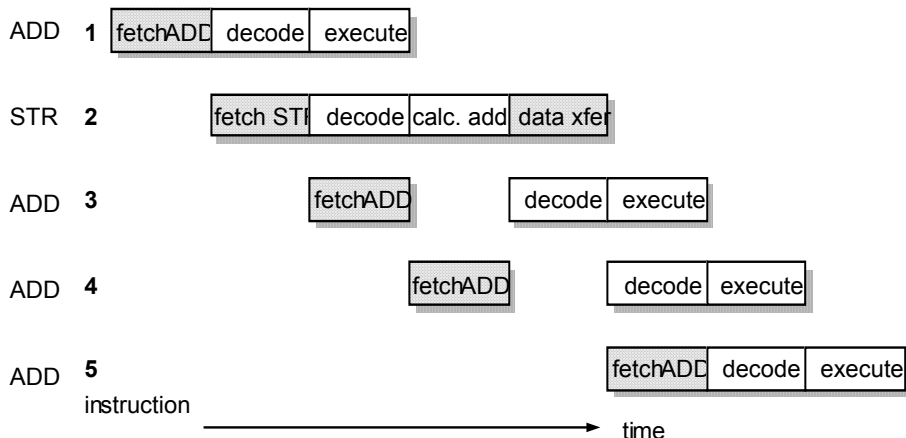 ADD 1 fetchADD decode execute
STR 2 fetch STR decode calc. add data xfer
ADD 3 fetchADD decode execute
ADD 4 fetchADD decode execute
ADD 5 fetchADD decode execute
instruction
time